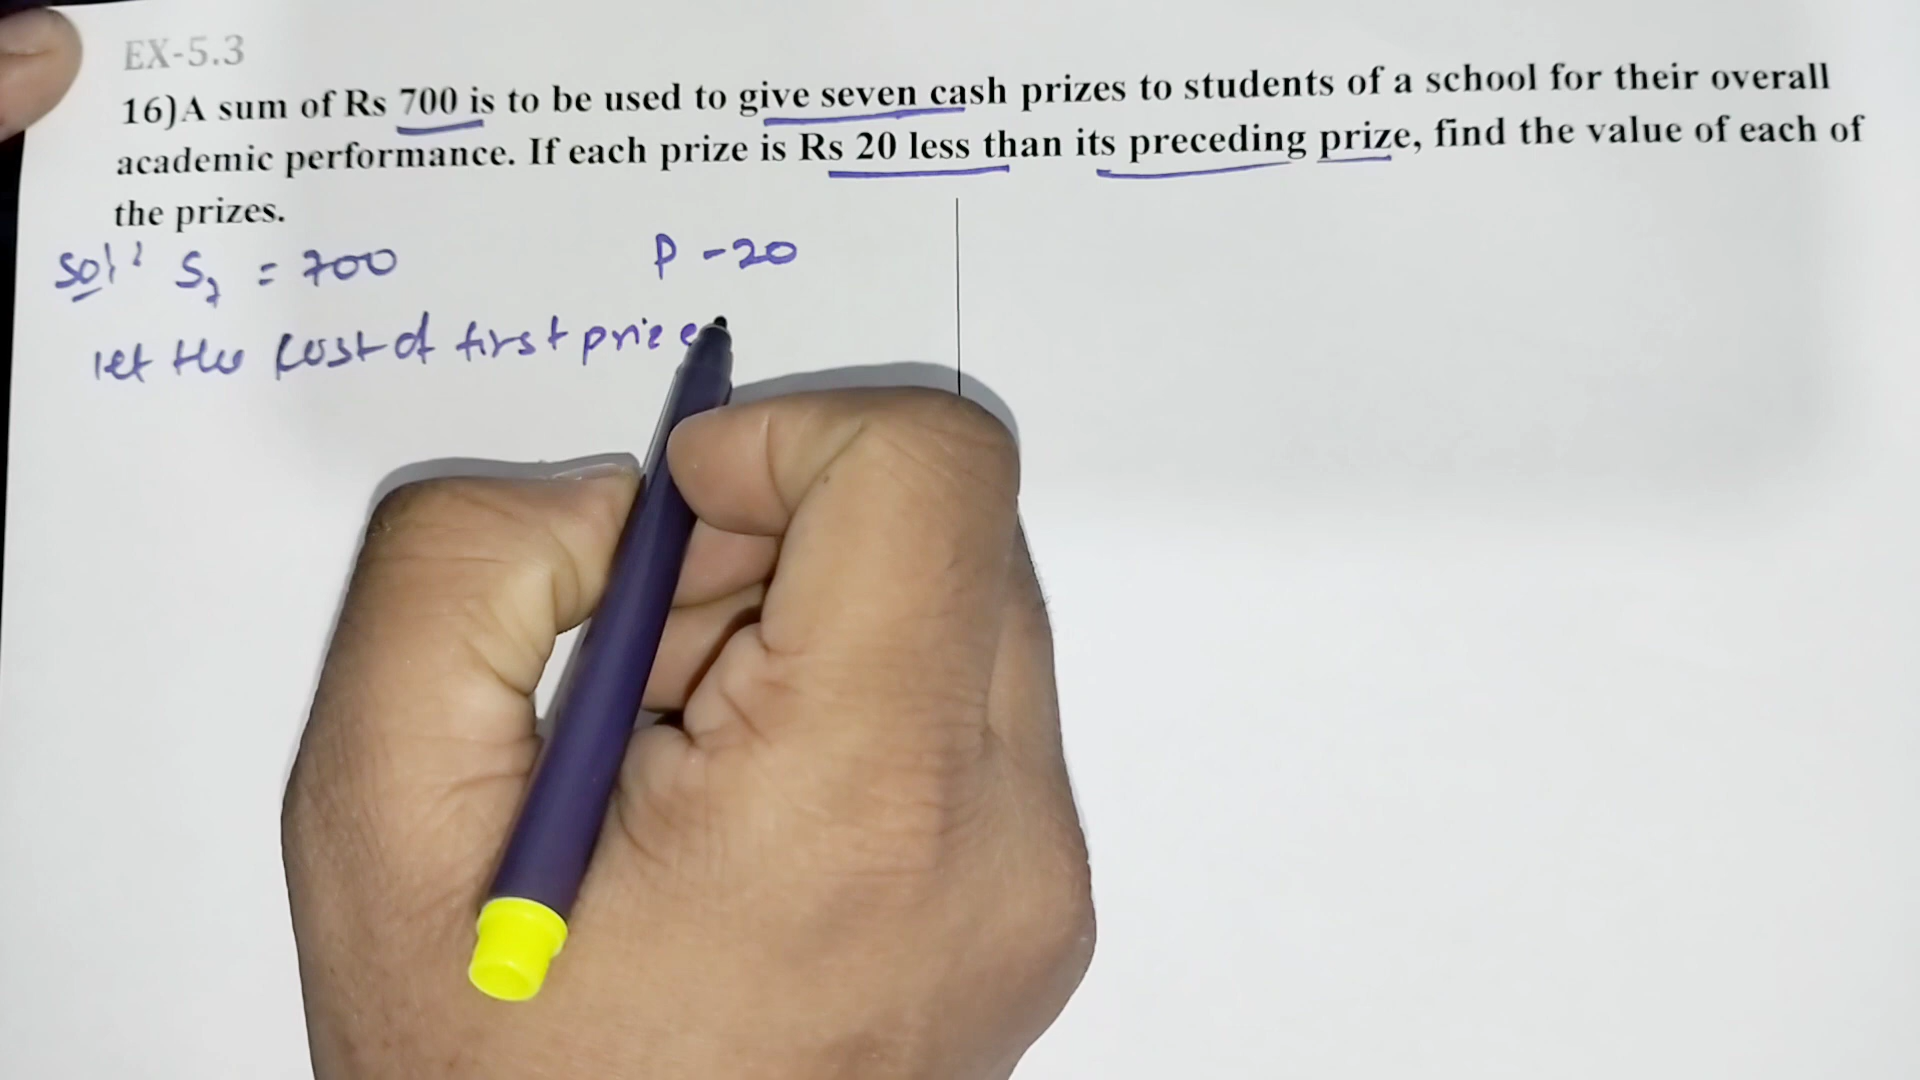 EX-5.3
16)A sum of Rs 700 is to be used to give seven cash prizes to students of a school for their overall
academic performance. If each prize is Rs 20 less than its preceding prize, find the value of each of
the prizes.
Sol: S₇ = 700 P -20
let the cost of first prize